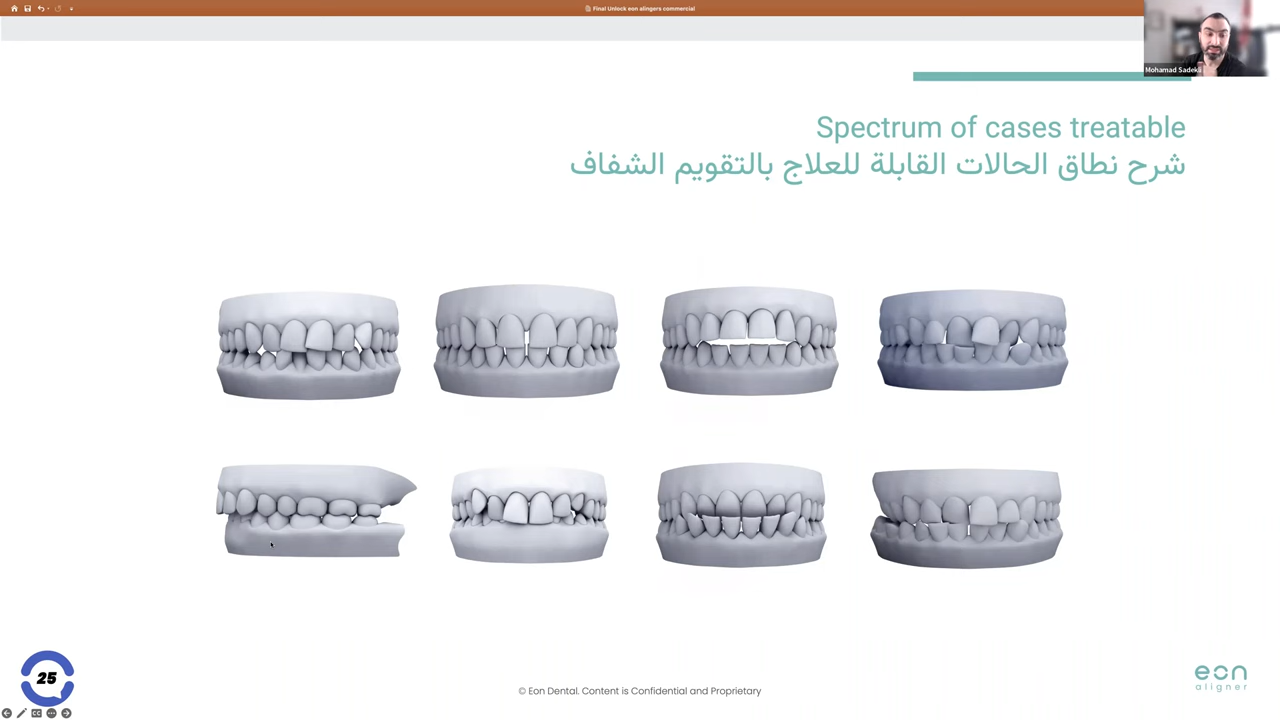 Final Unlock eon alingers commercial
Mohamad Sadek
Spectrum of cases treatable
شرح نطاق الحالات القابلة للعلاج بالتقويم الشفاف
25
© Eon Dental. Content is Confidential and Proprietary
eon
aligner
CC